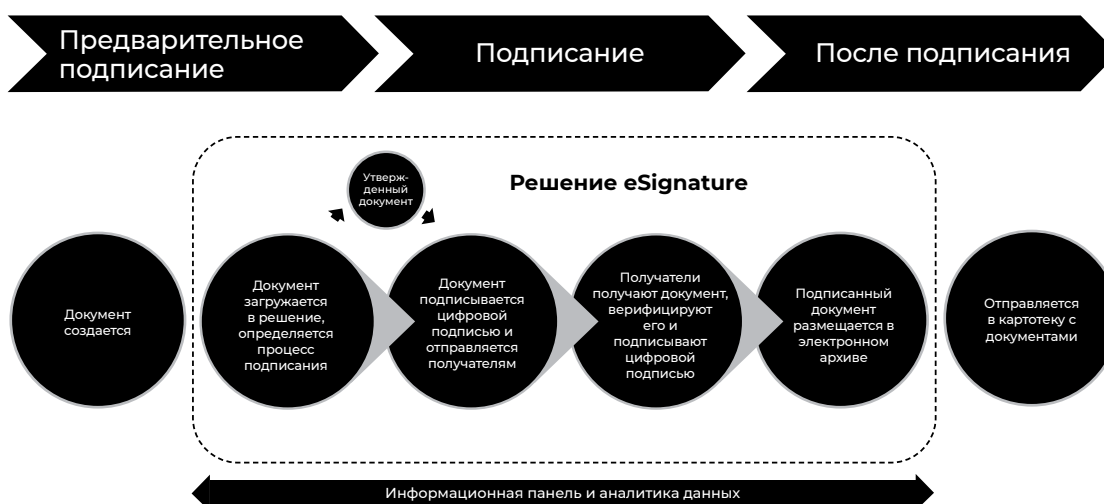 Предварительное
подписание
Подписание
После подписания
Решение eSignature
Утверж-
денный
документ
Документ
создается
Документ
загружается
в решение,
определяется
процесс
подписания
Документ
подписывается
цифровой
подписью и
отправляется
получателям
Получатели
получают документ,
верифицируют
его и
подписывают
цифровой
подписью
Подписанный
документ
размещается в
электронном
архиве
Отправляется
в картотеку с
документами
Информационная панель и аналитика данных